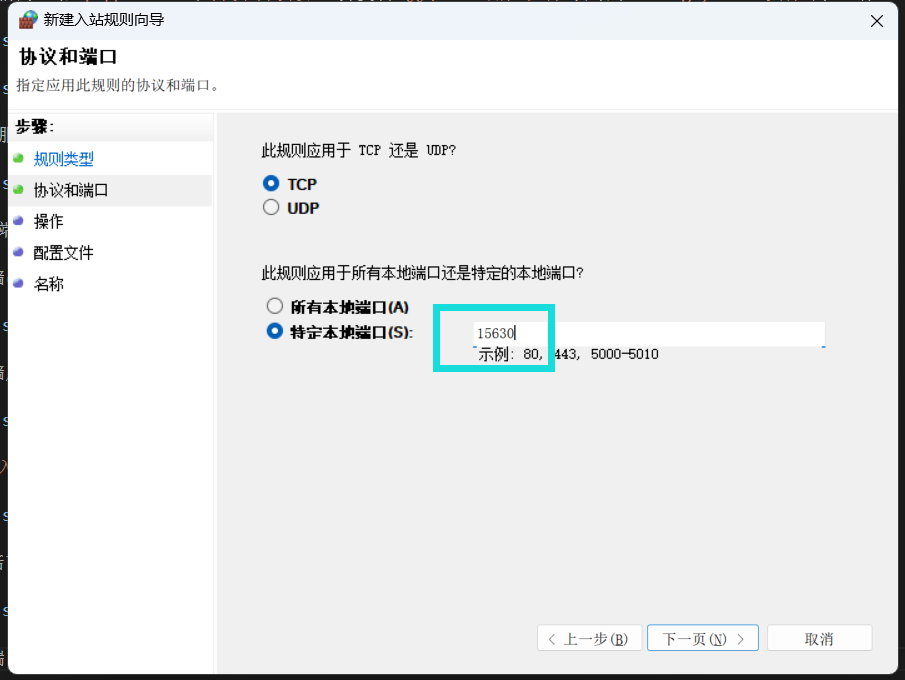 新建入站规则向导
协议和端口
指定应用此规则的协议和端口。
步骤:
规则类型
协议和端口
操作
配置文件
名称
此规则应用于 TCP 还是 UDP?
TCP
UDP
此规则应用于所有本地端口还是特定的本地端口?
所有本地端口(A)
特定本地端口(S):
15630
示例: 80, 443, 5000-5010
< 上一步(B)
下一页(N) >
取消